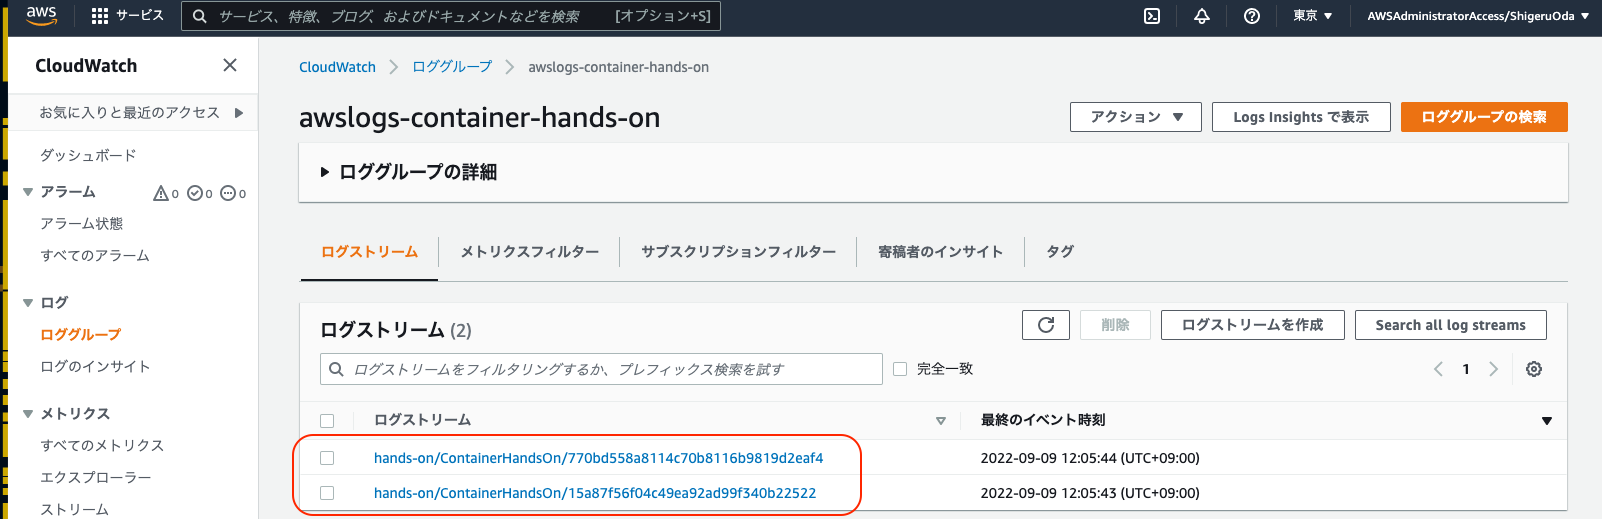 aws サービス サービス、特徴、ブログ、およびドキュメントなどを検索 [オプション+S] 東京 ▼ AWSAdministratorAccess/ShigeruOda ▼
CloudWatch
お気に入りと最近のアクセス
ダッシュボード
アラーム 0 0 0
アラーム状態
すべてのアラーム
ログ
ロググループ
ログのインサイト
メトリクス
すべてのメトリクス
エクスプローラー
ストリーム
CloudWatch > ロググループ > awslogs-container-hands-on
awslogs-container-hands-on
アクション ▼ Logs Insights で表示 ロググループの検索
ロググループの詳細
ログストリーム メトリクスフィルター サブスクリプションフィルター 寄稿者のインサイト タグ
ログストリーム (2)
削除 ログストリームを作成 Search all log streams
ログストリームをフィルタリングするか、プレフィックス検索を試す 完全一致 1
ログストリーム 最終のイベント時刻
hands-on/ContainerHandsOn/770bd558a8114c70b8116b9819d2eaf4 2022-09-09 12:05:44 (UTC+09:00)
hands-on/ContainerHandsOn/15a87f56f04c49ea92ad99f340b22522 2022-09-09 12:05:43 (UTC+09:00)